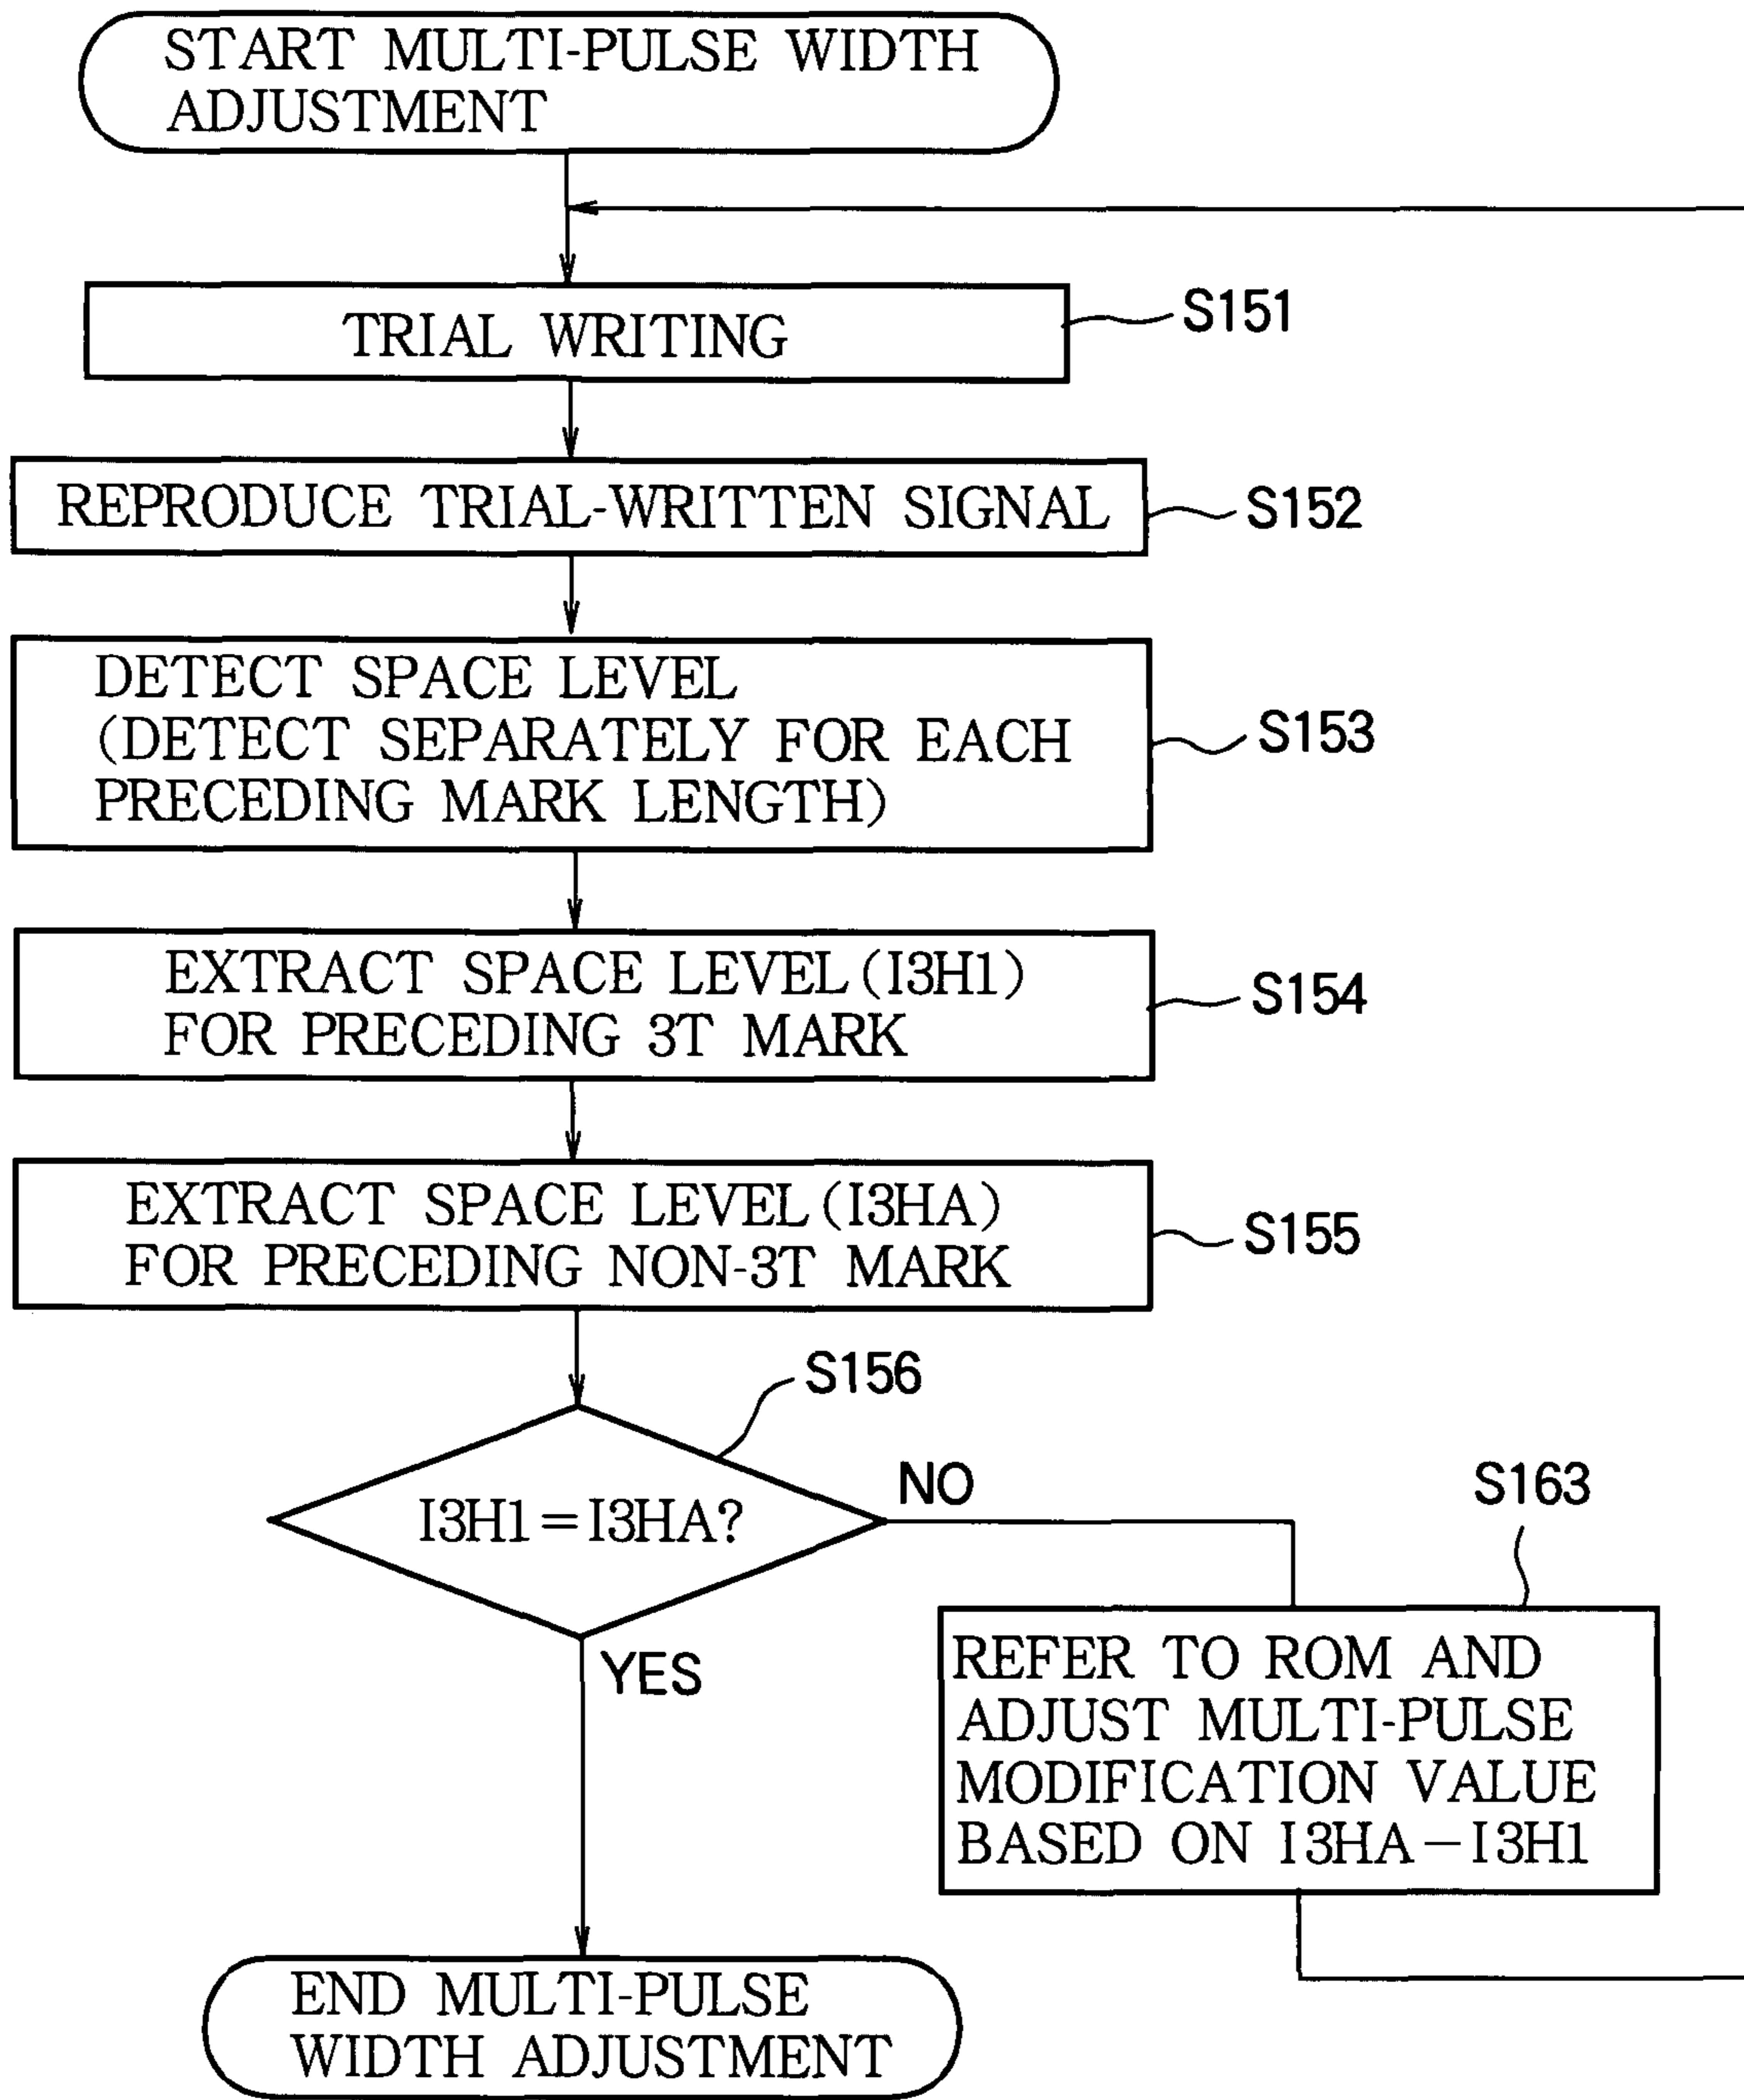 START MULTI-PULSE WIDTH
ADJUSTMENT
TRIAL WRITING
S151
REPRODUCE TRIAL-WRITTEN SIGNAL
S152
DETECT SPACE LEVEL
(DETECT SEPARATELY FOR EACH
PRECEDING MARK LENGTH)
S153
EXTRACT SPACE LEVEL(I3H1)
FOR PRECEDING 3T MARK
S154
EXTRACT SPACE LEVEL(I3HA)
FOR PRECEDING NON-3T MARK
S155
S156
I3H1=I3HA?
NO
YES
S163
REFER TO ROM AND
ADJUST MULTI-PULSE
MODIFICATION VALUE
BASED ON I3HA−I3H1
END MULTI-PULSE
WIDTH ADJUSTMENT